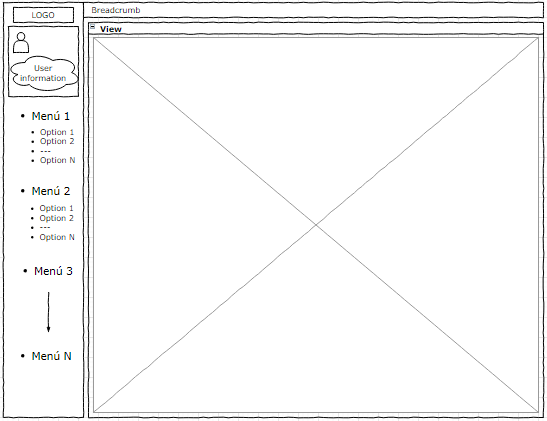 LOGO
Breadcrumb
View
User
information
Menú 1
Option 1
Option 2
---
Option N
Menú 2
Option 1
Option 2
---
Option N
Menú 3
Menú N